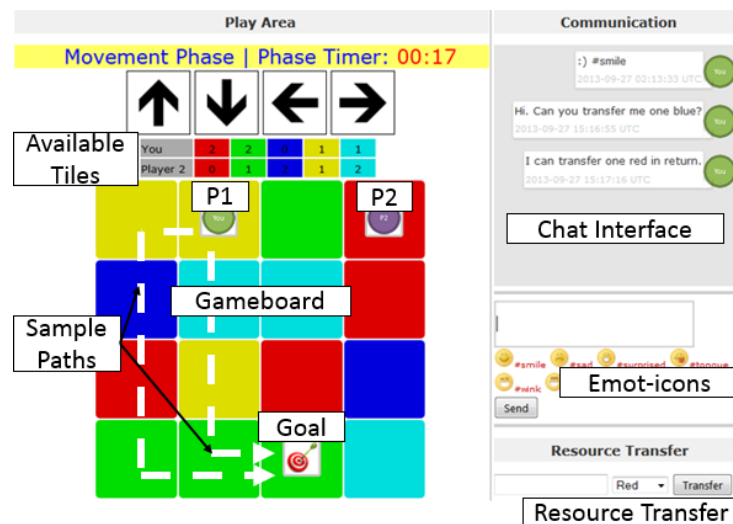 Play Area
Movement Phase | Phase Timer: 00:17
Available Tiles
You 2 2 0 1 1
Player 2 0 1 2 1 2
P1
P2
You
P2
Gameboard
Sample Paths
Goal
Communication
:) #smile
2013-09-27 02:13:33 UTC
You
Hi. Can you transfer me one blue?
2013-09-27 15:16:55 UTC
You
I can transfer one red in return.
2013-09-27 15:17:16 UTC
You
Chat Interface
#smile #sad #surprised #tongue
#wink
Emot-icons
Send
Resource Transfer
Red Transfer
Resource Transfer